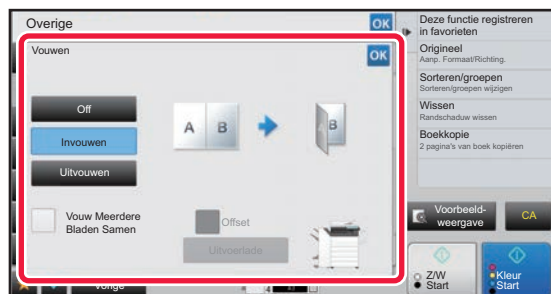 Overige
OK
Vouwen
OK
Off
Invouwen
Uitvouwen
A B
B
Vouw Meerdere
Bladen Samen
Offset
Uitvoerlade
Vorige
Deze functie registreren
in favorieten
Origineel
Aanp. Formaat/Richting.
Sorteren/groepen
Sorteren/groepen wijzigen
Wissen
Randschaduw wissen
Boekkopie
2 pagina's van boek kopiëren
Voorbeeld-
weergave
CA
Z/W
Start
Kleur
Start